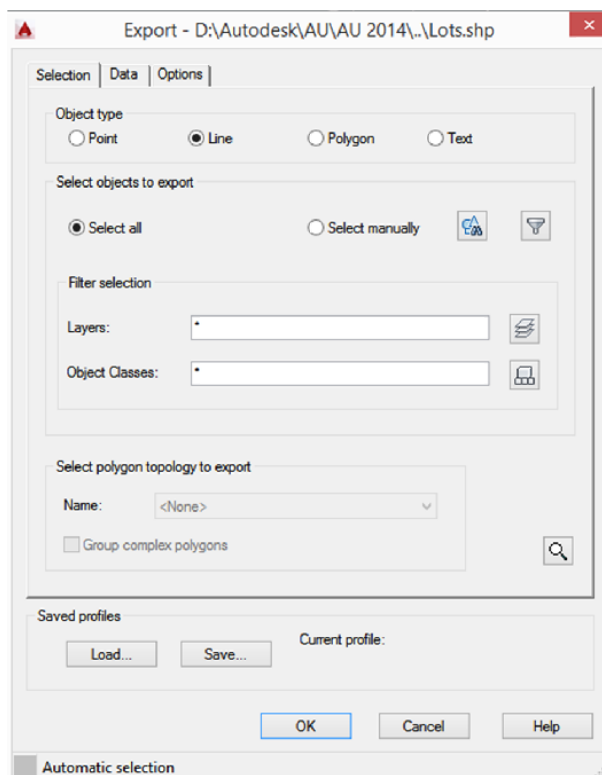 Export - D:\Autodesk\AU\AU 2014\..\Lots.shp
Selection Data Options
Object type
Point Line Polygon Text
Select objects to export
Select all Select manually
Filter selection
Layers: *
Object Classes: *
Select polygon topology to export
Name: <None>
Group complex polygons
Saved profiles
Load... Save... Current profile:
OK Cancel Help
Automatic selection